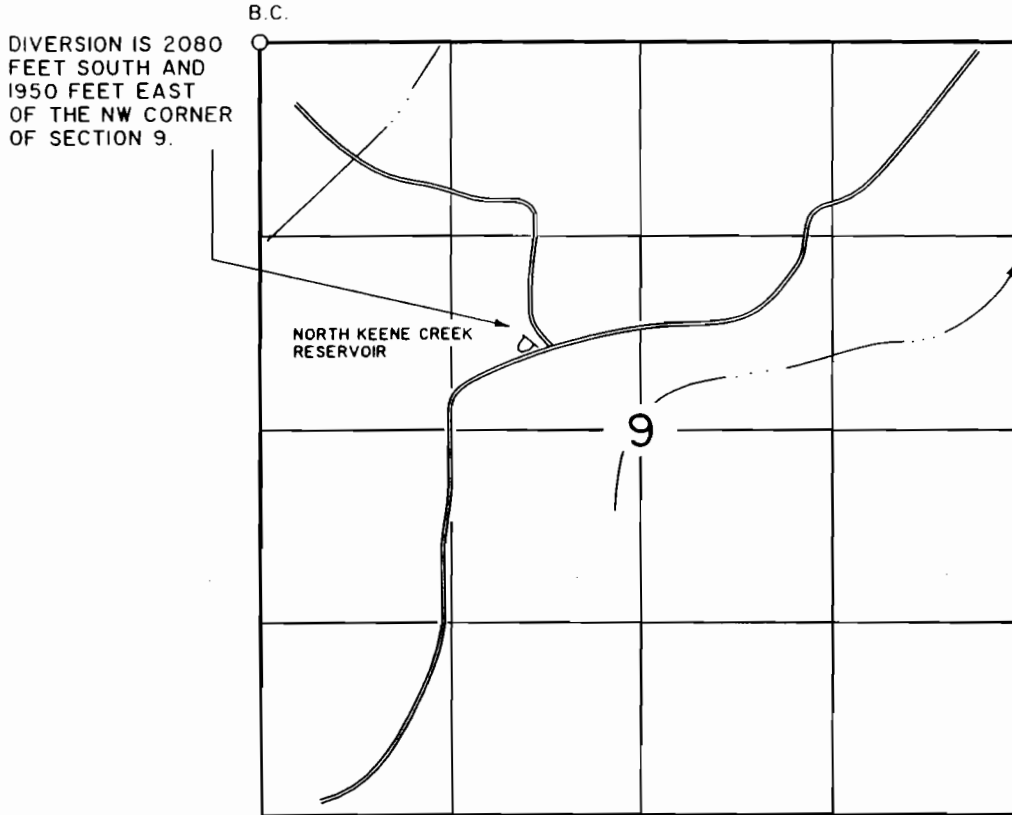 B.C.
DIVERSION IS 2080
FEET SOUTH AND
1950 FEET EAST
OF THE NW CORNER
OF SECTION 9.
NORTH KEENE CREEK
RESERVOIR
9